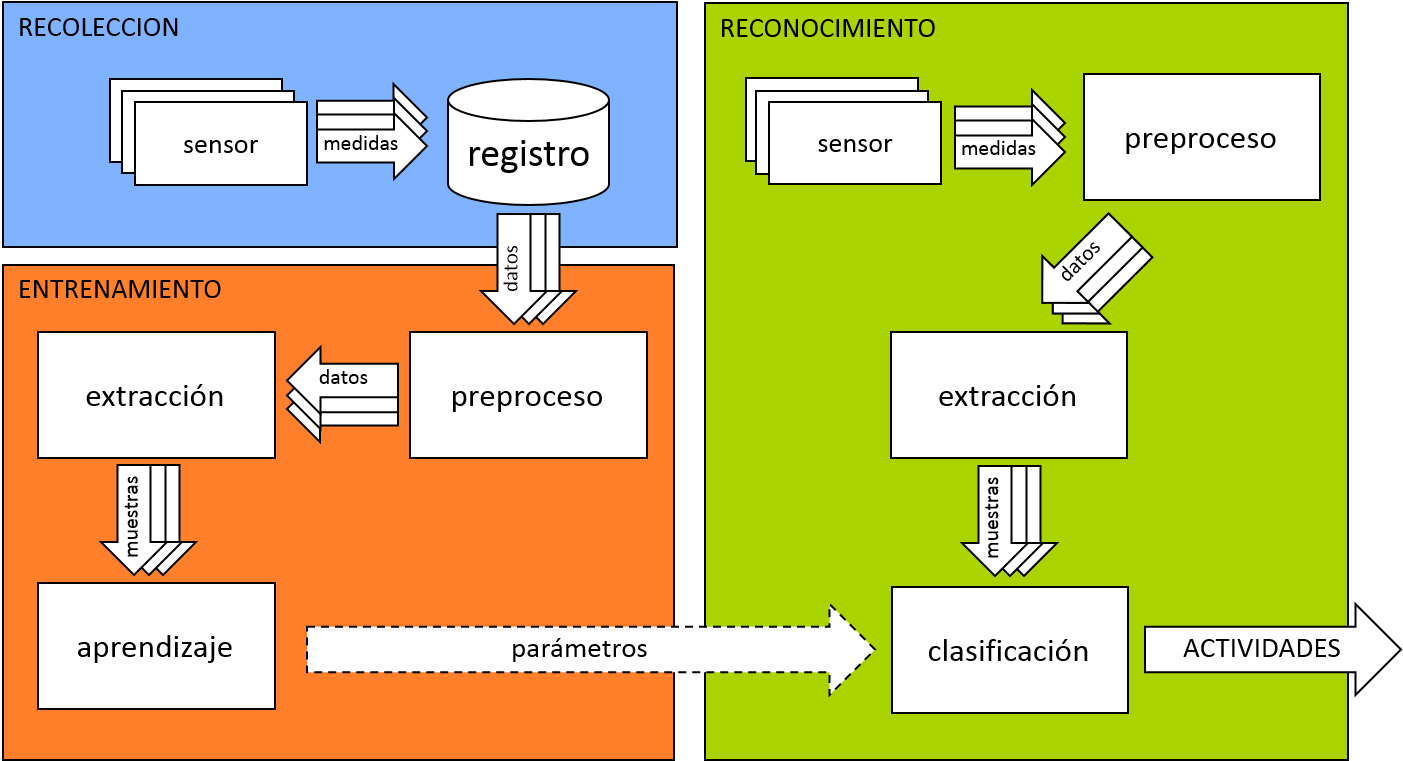 RECOLECCION
sensor
medidas
registro
datos
ENTRENAMIENTO
preproceso
datos
extracción
muestras
aprendizaje
parámetros
RECONOCIMIENTO
sensor
medidas
preproceso
datos
extracción
muestras
clasificación
ACTIVIDADES